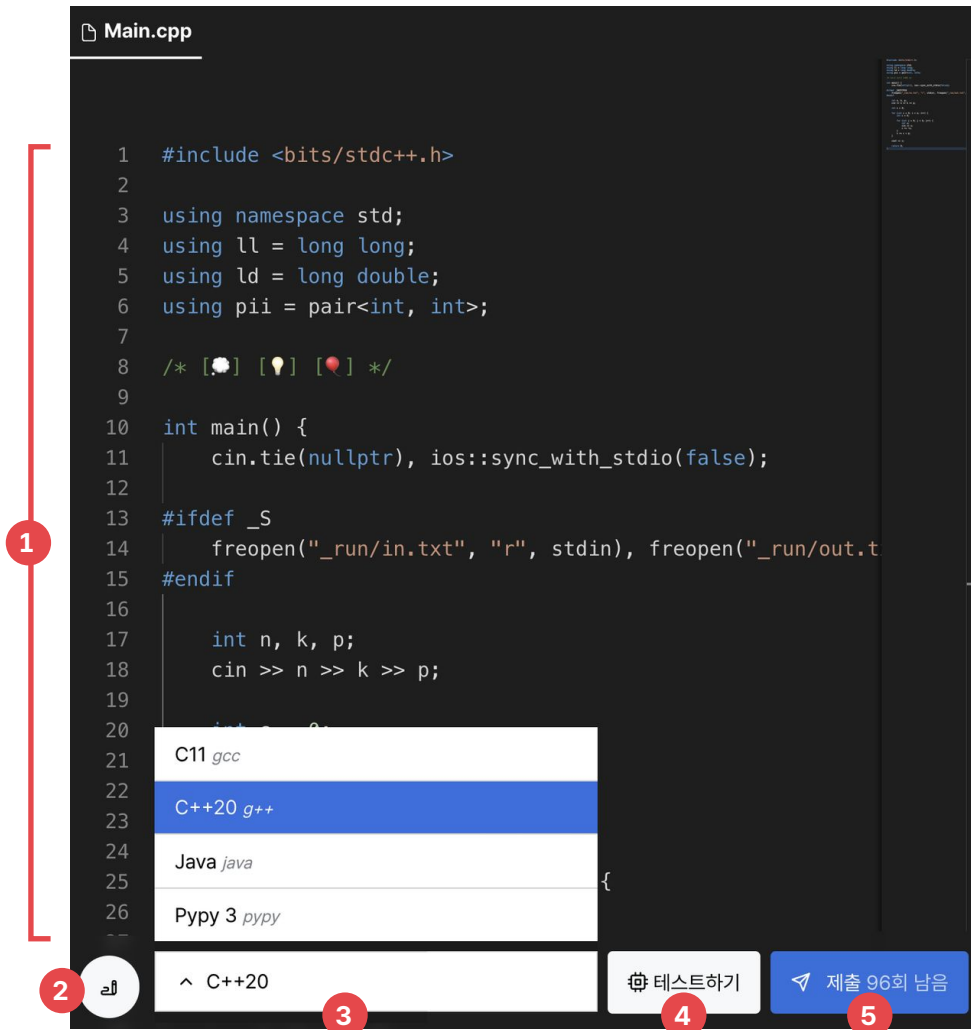 Main.cpp
1 #include <bits/stdc++.h>
2
3 using namespace std;
4 using ll = long long;
5 using ld = long double;
6 using pii = pair<int, int>;
7
8 /* [💭] [💡] [🎈] */
9
10 int main() {
11 cin.tie(nullptr), ios::sync_with_stdio(false);
12
13 #ifdef _S
14 freopen("_run/in.txt", "r", stdin), freopen("_run/out.t
15 #endif
16
17 int n, k, p;
18 cin >> n >> k >> p;
19
20
21
22
23
24
25 {
26
C11 gcc
C++20 g++
Java java
Pypy 3 pypy
1
2
C++20
3
테스트하기
4
제출 96회 남음
5